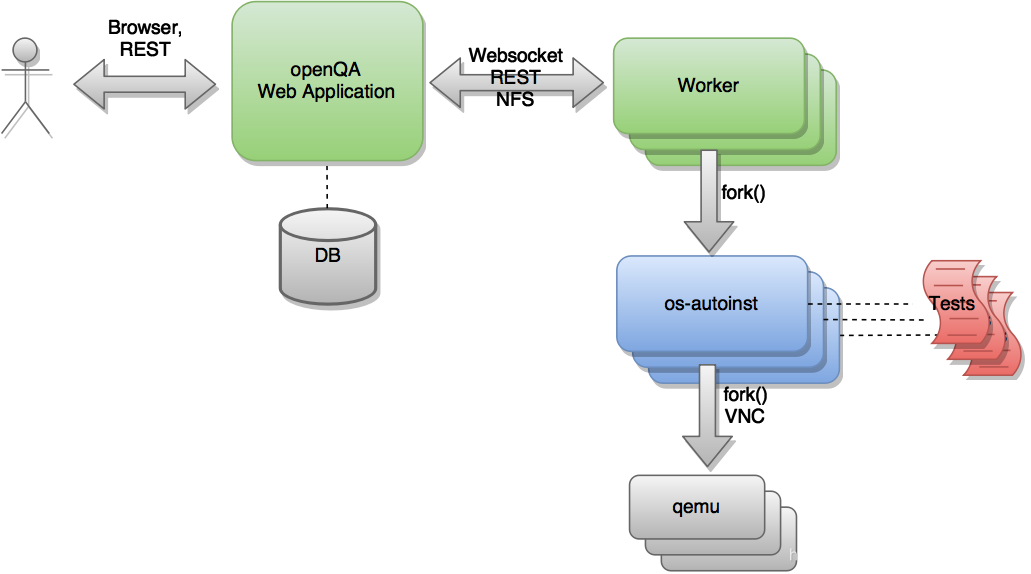 Browser,
REST
openQA
Web Application
Websocket
REST
NFS
Worker
fork()
DB
os-autoinst
Tests
fork()
VNC
qemu